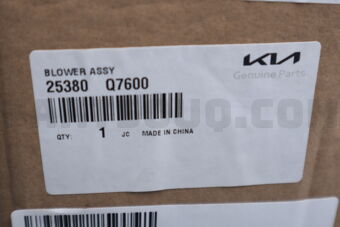 BLOWER ASSY
KIA
Genuine Parts
25380 Q7600
QTY: 1 JC MADE IN CHINA